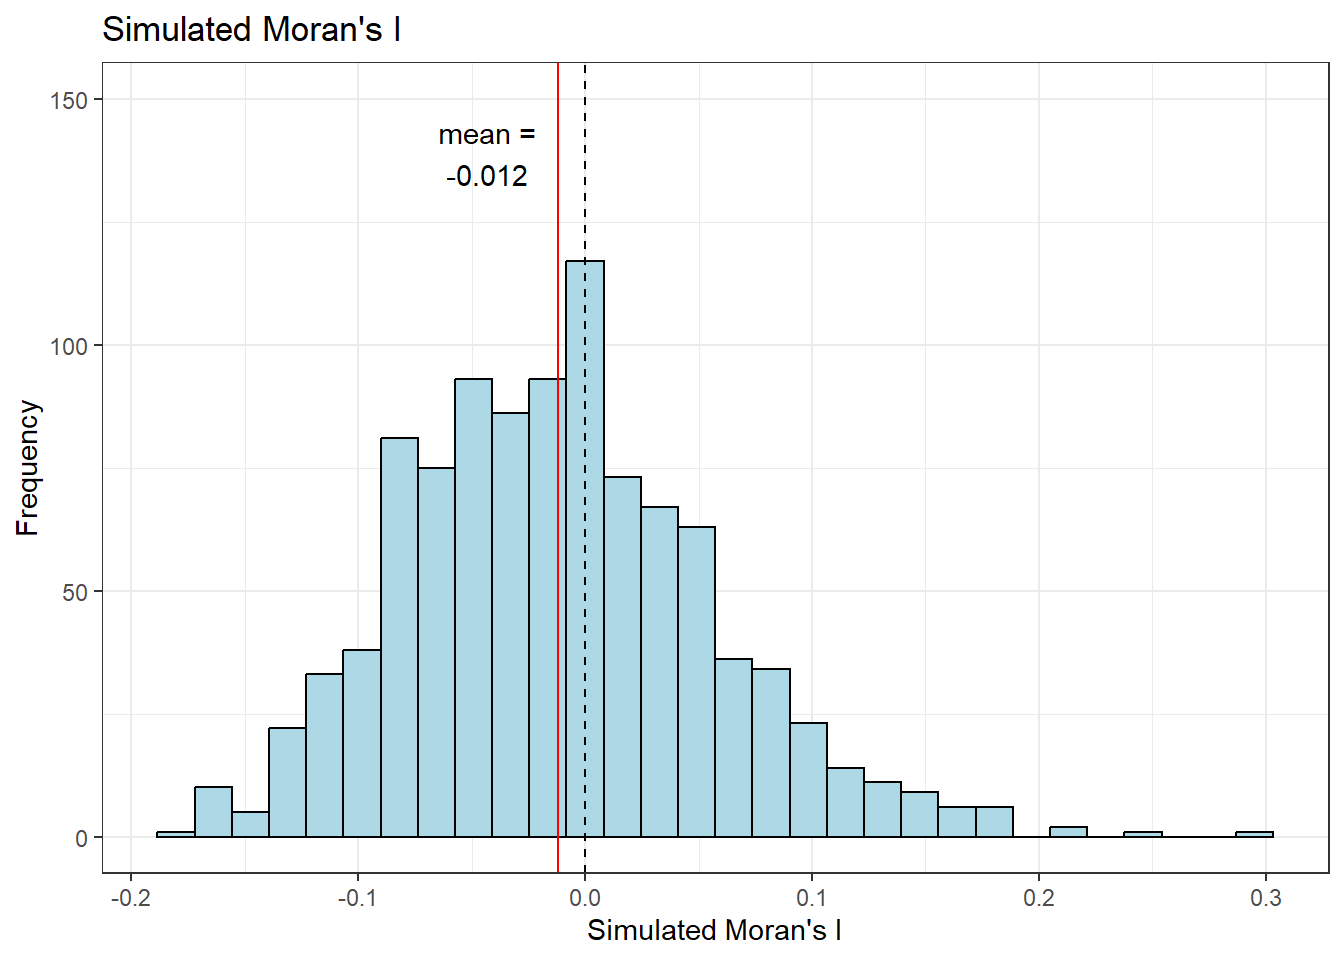 Simulated Moran's I
150
100
50
0
Frequency
mean =
-0.012
-0.2
-0.1
0.0
0.1
0.2
0.3
Simulated Moran's I